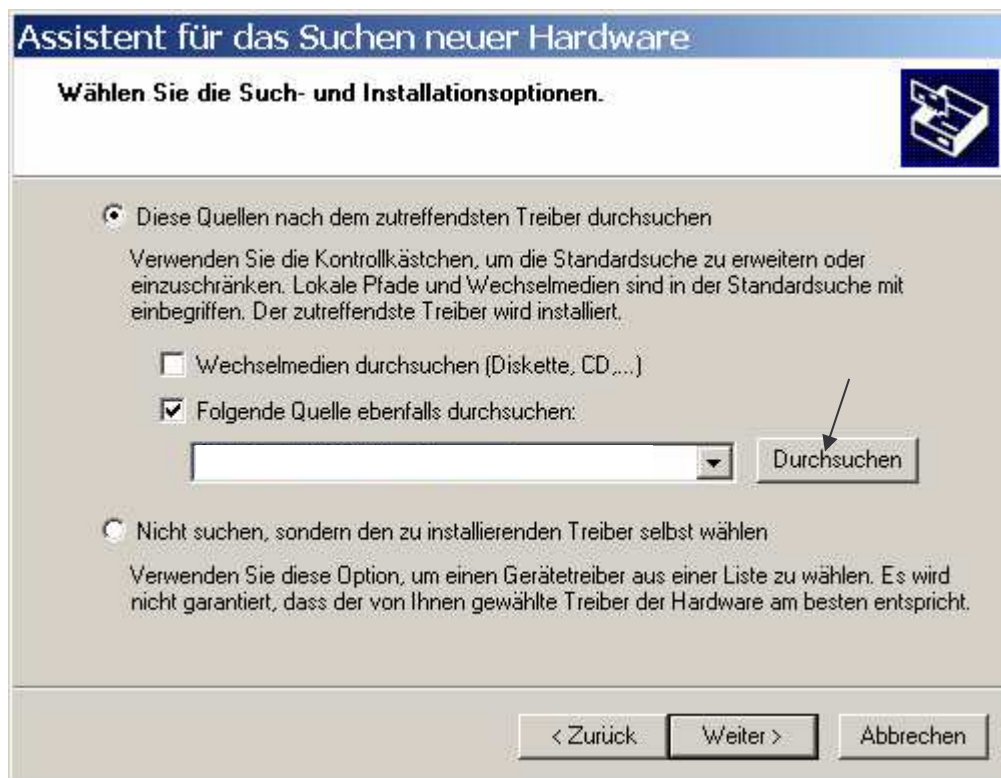 Assistent für das Suchen neuer Hardware
Wählen Sie die Such- und Installationsoptionen.
Diese Quellen nach dem zutreffendsten Treiber durchsuchen
Verwenden Sie die Kontrollkästchen, um die Standardsuche zu erweitern oder
einzuschränken. Lokale Pfade und Wechselmedien sind in der Standardsuche mit
einbegriffen. Der zutreffendste Treiber wird installiert.
Wechselmedien durchsuchen (Diskette, CD,...)
Folgende Quelle ebenfalls durchsuchen:
Durchsuchen
Nicht suchen, sondern den zu installierenden Treiber selbst wählen
Verwenden Sie diese Option, um einen Gerätetreiber aus einer Liste zu wählen. Es wird
nicht garantiert, dass der von Ihnen gewählte Treiber der Hardware am besten entspricht.
< Zurück Weiter > Abbrechen